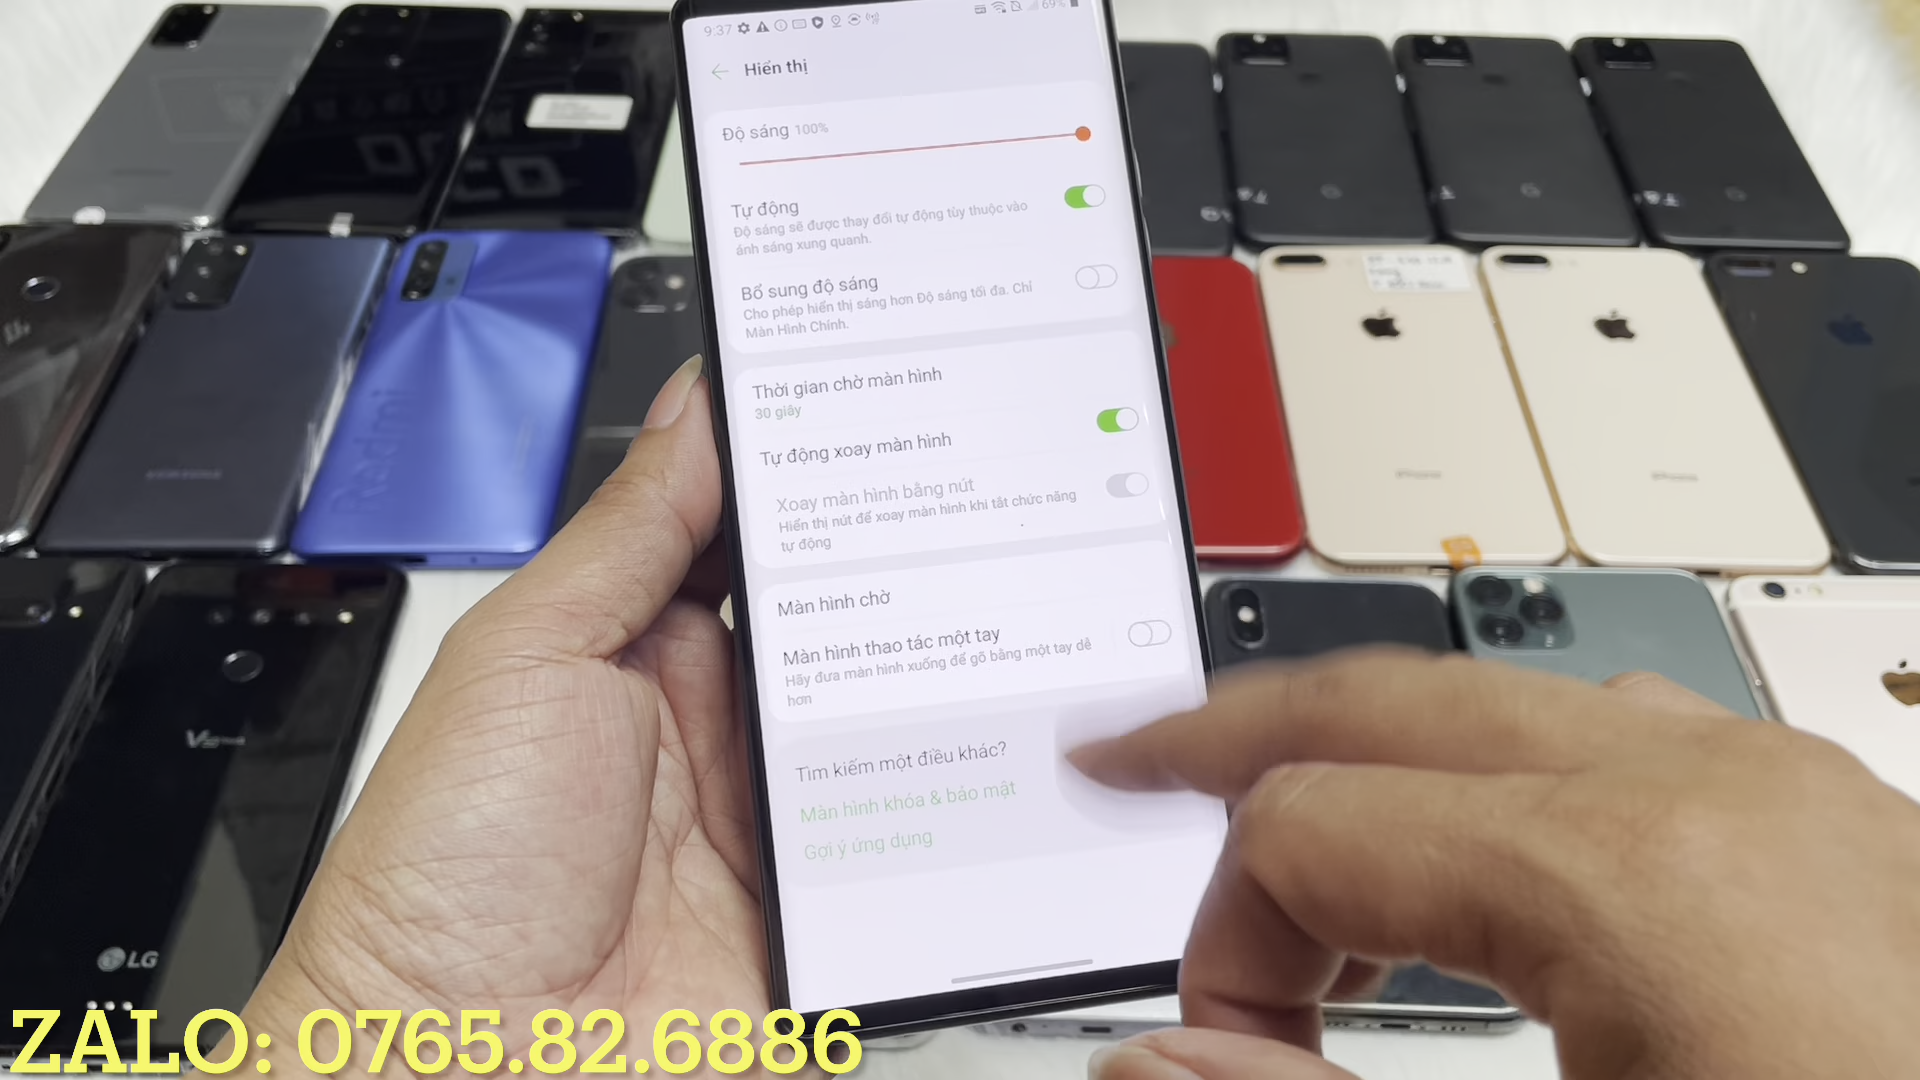 9:37
69%
Hiển thị
Độ sáng 100%
Tự động
Độ sáng sẽ được thay đổi tự động tùy thuộc vào
ánh sáng xung quanh.
Bổ sung độ sáng
Cho phép hiển thị sáng hơn Độ sáng tối đa. Chỉ
Màn Hình Chính.
Thời gian chờ màn hình
30 giây
Tự động xoay màn hình
Xoay màn hình bằng nút
Hiển thị nút để xoay màn hình khi tắt chức năng
tự động
Màn hình chờ
Màn hình thao tác một tay
Hãy đưa màn hình xuống để gõ bằng một tay dễ
hơn
Tìm kiếm một điều khác?
Màn hình khóa & bảo mật
Gợi ý ứng dụng
Redmi
SAMSUNG
iPhone
iPhone
LG
ZALO: 0765.82.6886